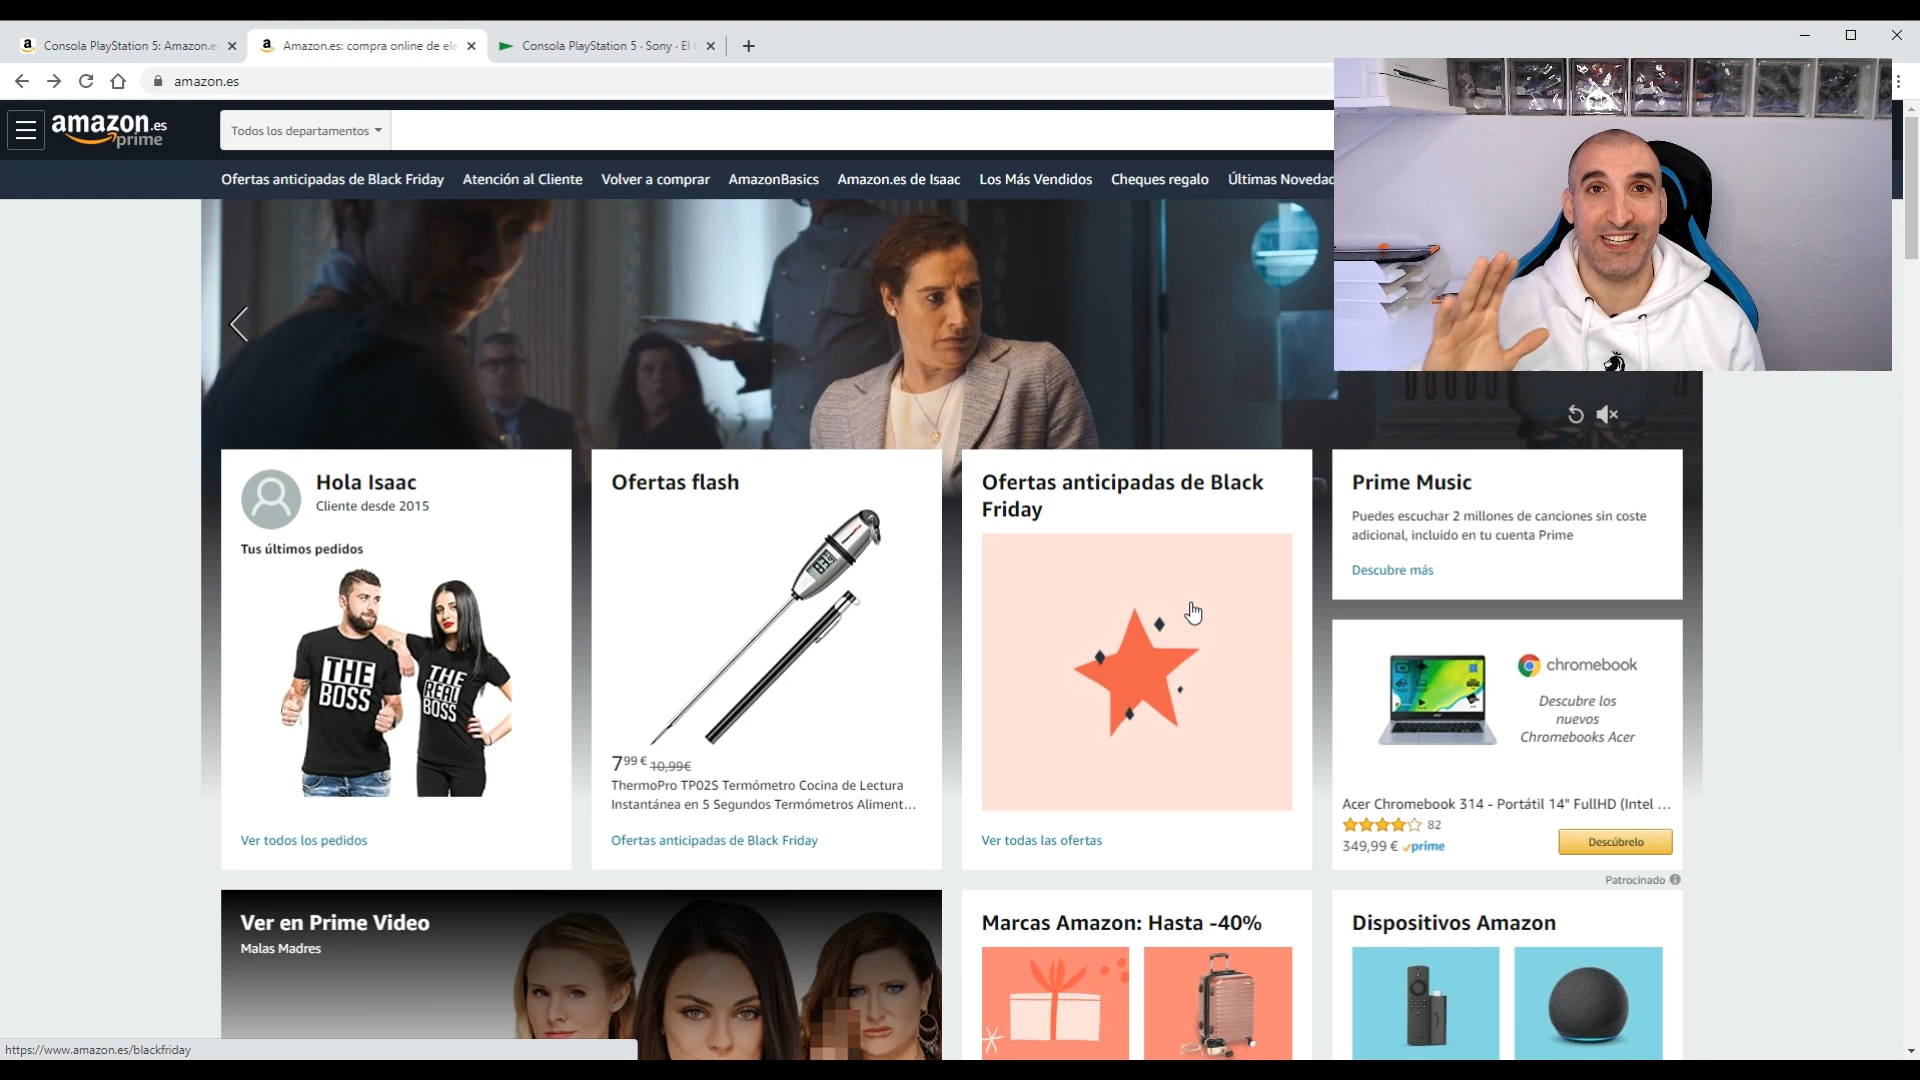 Consola PlayStation 5: Amazon.e
Amazon.es: compra online de ele
Consola PlayStation 5 · Sony · El
amazon.es
amazon.es
prime
Todos los departamentos
Ofertas anticipadas de Black Friday Atención al Cliente Volver a comprar AmazonBasics Amazon.es de Isaac Los Más Vendidos Cheques regalo Últimas Novedad
Hola Isaac
Cliente desde 2015
Tus últimos pedidos
THE
BOSS
THE
REAL
BOSS
Ver todos los pedidos
Ofertas flash
83.9
7⁹⁹ € 10,99€
ThermoPro TP02S Termómetro Cocina de Lectura
Instantánea en 5 Segundos Termómetros Aliment...
Ofertas anticipadas de Black Friday
Ofertas anticipadas de Black
Friday
Ver todas las ofertas
Prime Music
Puedes escuchar 2 millones de canciones sin coste
adicional, incluido en tu cuenta Prime
Descubre más
chromebook
Descubre los
nuevos
Chromebooks Acer
Acer Chromebook 314 - Portátil 14" FullHD (Intel ...
82
349,99 € prime
Descúbrelo
Patrocinado
Ver en Prime Video
Malas Madres
Marcas Amazon: Hasta -40%
Dispositivos Amazon
https://www.amazon.es/blackfriday